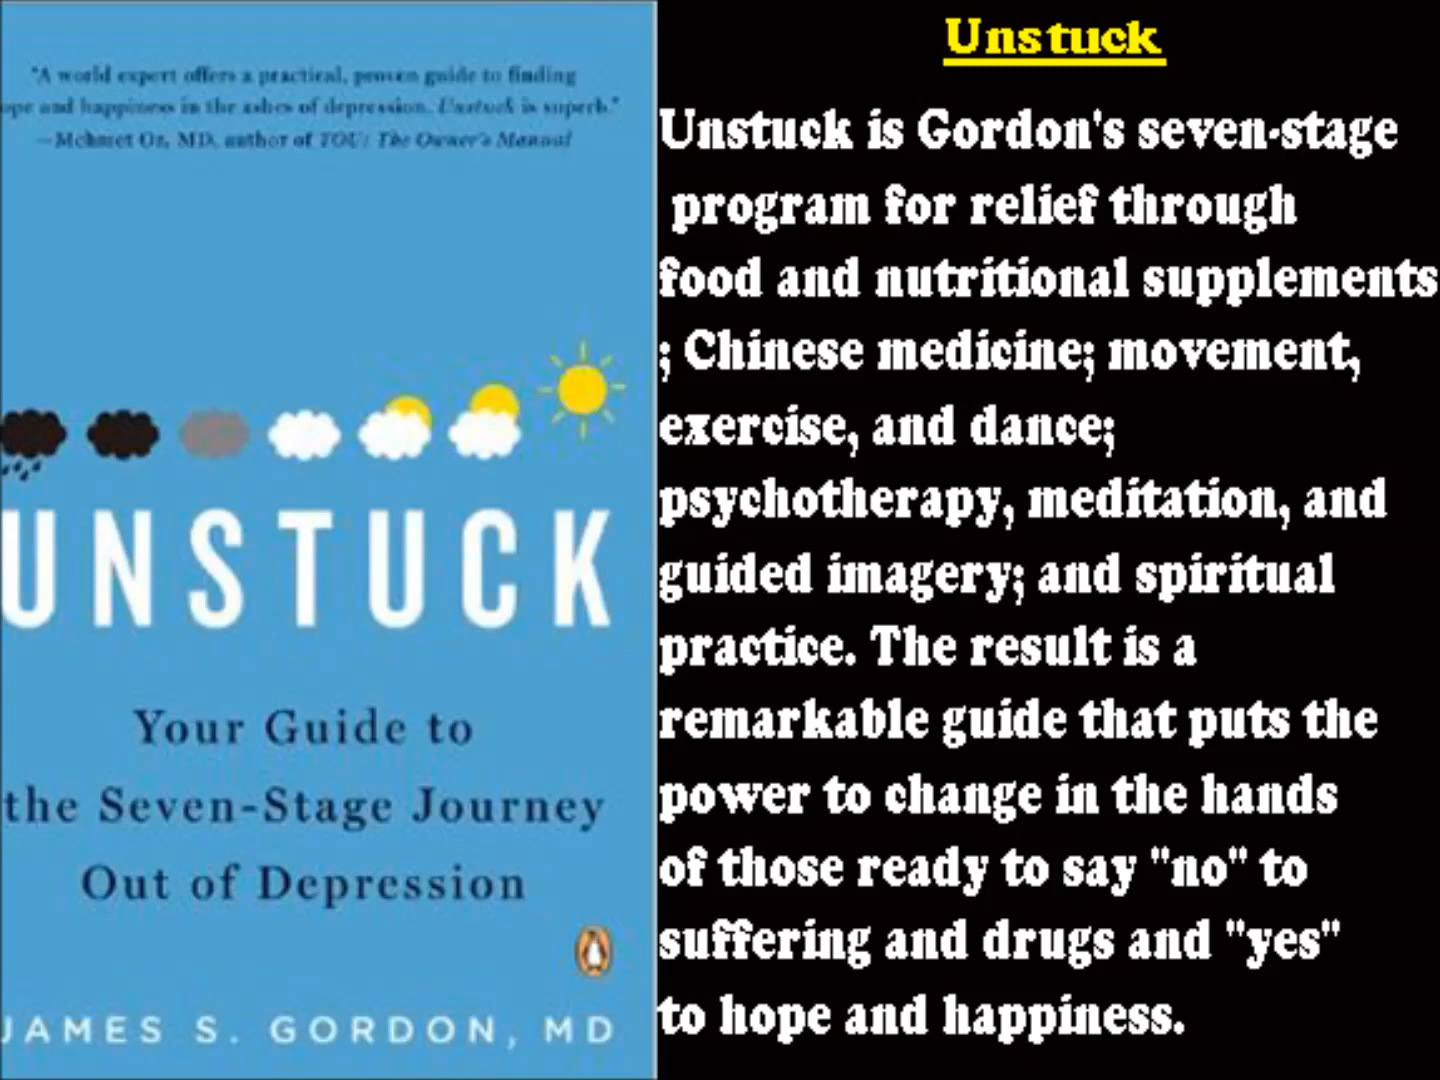 "A world expert offers a practical, proven guide to finding
ope and happiness in the ashes of depression. Unstuck is superb."
—Mehmet Oz, MD, author of YOU: The Owner's Manual
UNSTUCK
Your Guide to
the Seven-Stage Journey
Out of Depression
JAMES S. GORDON, MD
Unstuck
Unstuck is Gordon's seven-stage
program for relief through
food and nutritional supplements
; Chinese medicine; movement,
exercise, and dance;
psychotherapy, meditation, and
guided imagery; and spiritual
practice. The result is a
remarkable guide that puts the
power to change in the hands
of those ready to say "no" to
suffering and drugs and "yes"
to hope and happiness.